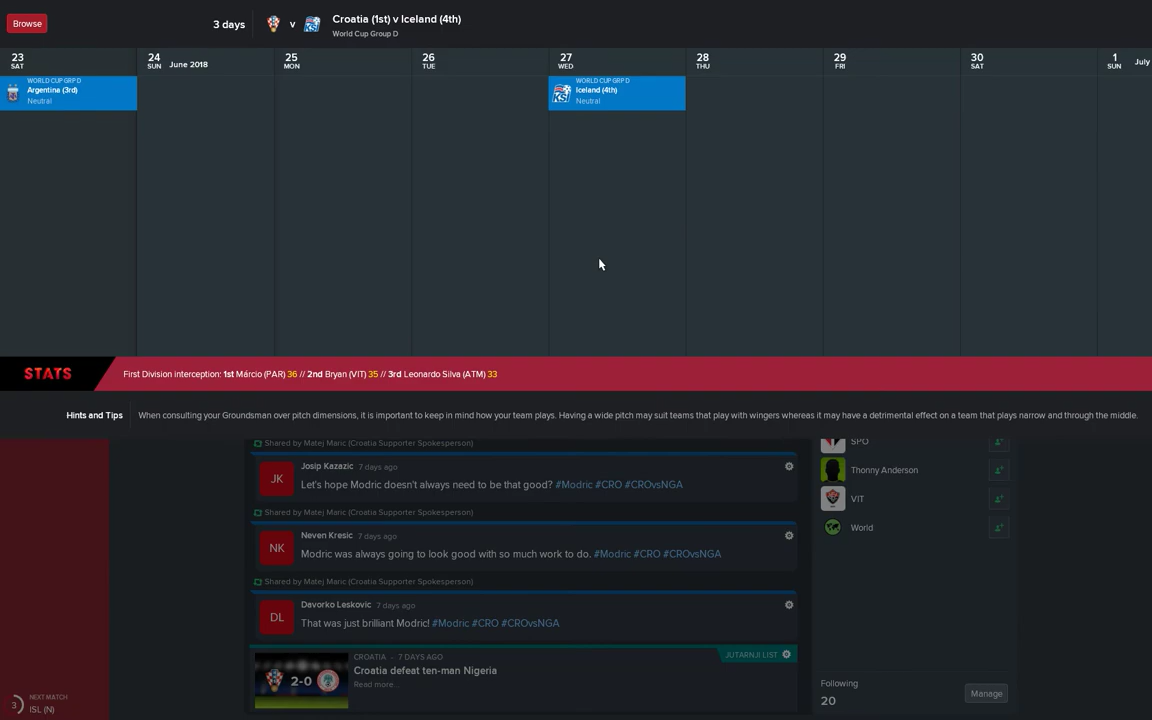 Browse
3 days
v
Croatia (1st) v Iceland (4th)
World Cup Group D
23
SAT
24
SUN June 2018
25
MON
26
TUE
27
WED
28
THU
29
FRI
30
SAT
1
SUN July
WORLD CUP GRP D
Argentina (3rd)
Neutral
WORLD CUP GRP D
Iceland (4th)
Neutral
STATS
First Division interception: 1st Márcio (PAR) 36 // 2nd Bryan (VIT) 35 // 3rd Leonardo Silva (ATM) 33
Hints and Tips
When consulting your Groundsman over pitch dimensions, it is important to keep in mind how your team plays. Having a wide pitch may suit teams that play with wingers whereas it may have a detrimental effect on a team that plays narrow and through the middle.
Shared by Matej Maric (Croatia Supporter Spokesperson)
JK
Josip Kazazic 7 days ago
Let's hope Modric doesn't always need to be that good? #Modric #CRO #CROvsNGA
Shared by Matej Maric (Croatia Supporter Spokesperson)
NK
Neven Kresic 7 days ago
Modric was always going to look good with so much work to do. #Modric #CRO #CROvsNGA
Shared by Matej Maric (Croatia Supporter Spokesperson)
DL
Davorko Leskovic 7 days ago
That was just brilliant Modric! #Modric #CRO #CROvsNGA
CROATIA - 7 DAYS AGO
JUTARNJI LIST
Croatia defeat ten-man Nigeria
Read more...
2-0
SPO
Thonny Anderson
VIT
World
Following
20
Manage
3
NEXT MATCH
ISL (N)